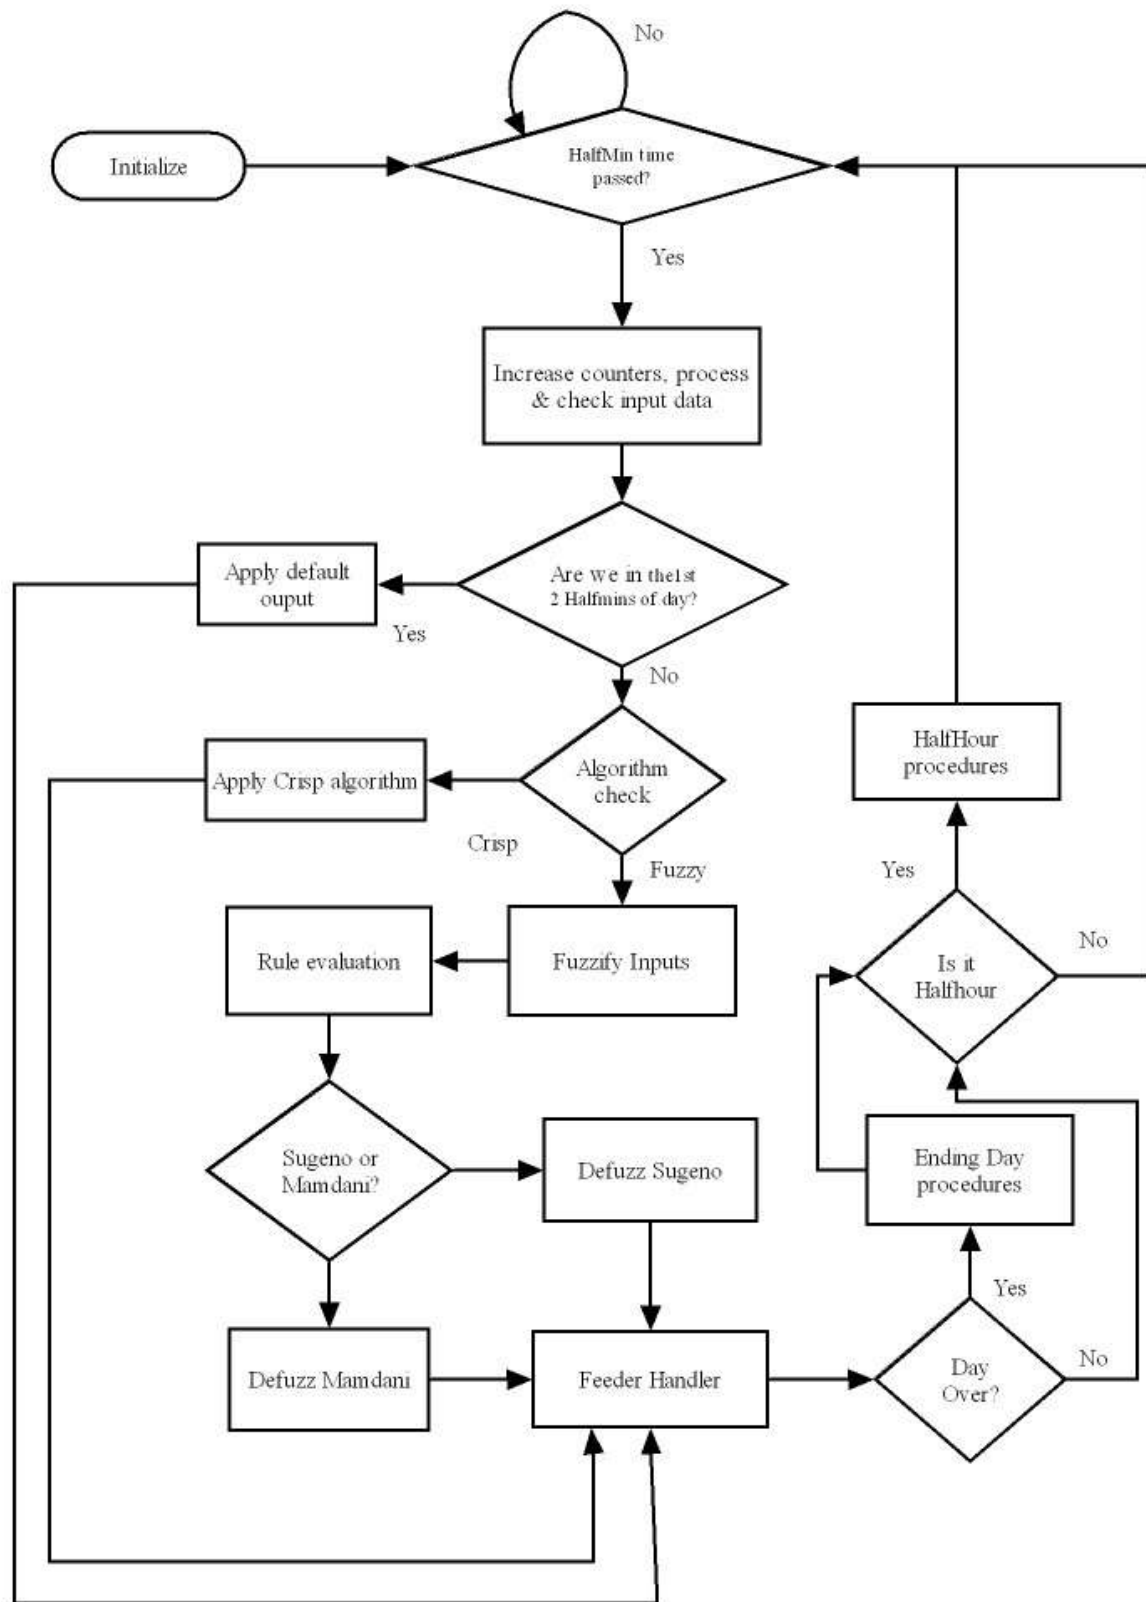 No
Initialize
HalfMin time
passed?
Yes
Increase counters, process
& check input data
Apply default
ouput
Are we in the1st
2 Halfmins of day?
Yes
No
Apply Crisp algorithm
Algorithm
check
HalfHour
procedures
Crisp
Fuzzy
Yes
Rule evaluation
Fuzzify Inputs
Is it
Halfhour
No
Sugeno or
Mamdani?
Defuzz Sugeno
Ending Day
procedures
Yes
Defuzz Mamdani
Feeder Handler
Day
Over?
No